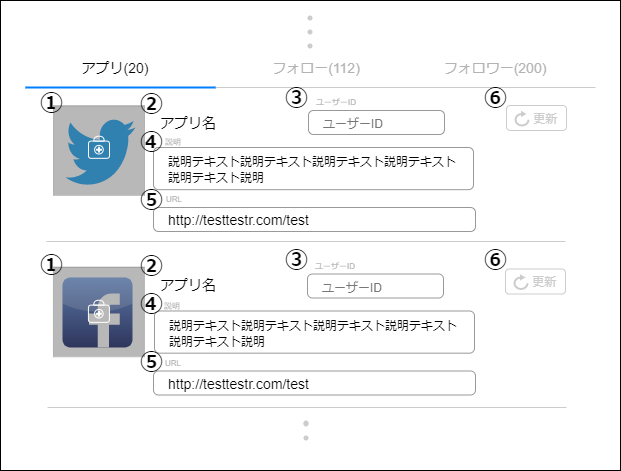 アプリ(20) フォロー(112) フォロワー(200)
① ② ③ ユーザーID ⑥
アプリ名 ユーザーID 更新
④ 説明
説明テキスト説明テキスト説明テキスト説明テキスト
説明テキスト説明
⑤ URL
http://testtestr.com/test
① ② ③ ユーザーID ⑥
アプリ名 ユーザーID 更新
④ 説明
説明テキスト説明テキスト説明テキスト説明テキスト
説明テキスト説明
⑤ URL
http://testtestr.com/test